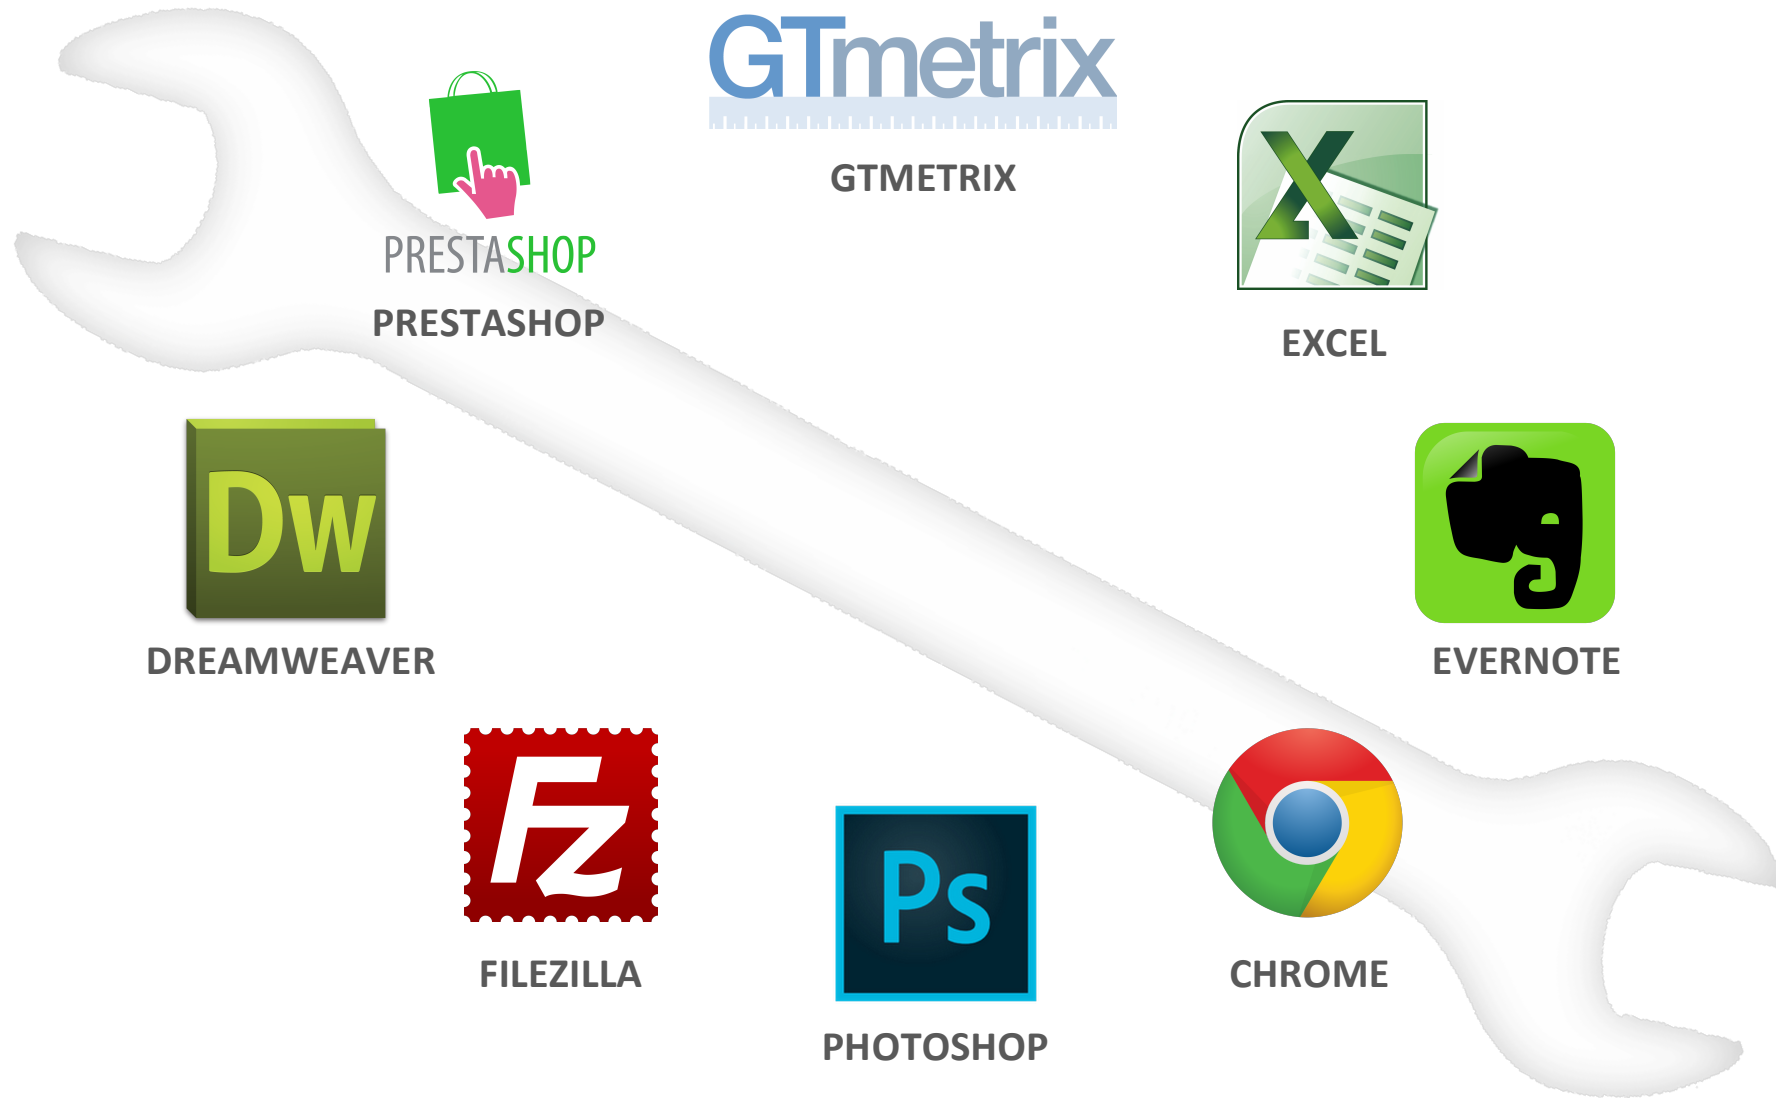 GTmetrix
GTMETRIX
PRESTASHOP
PRESTASHOP
EXCEL
Dw
DREAMWEAVER
EVERNOTE
Fz
FILEZILLA
Ps
PHOTOSHOP
CHROME